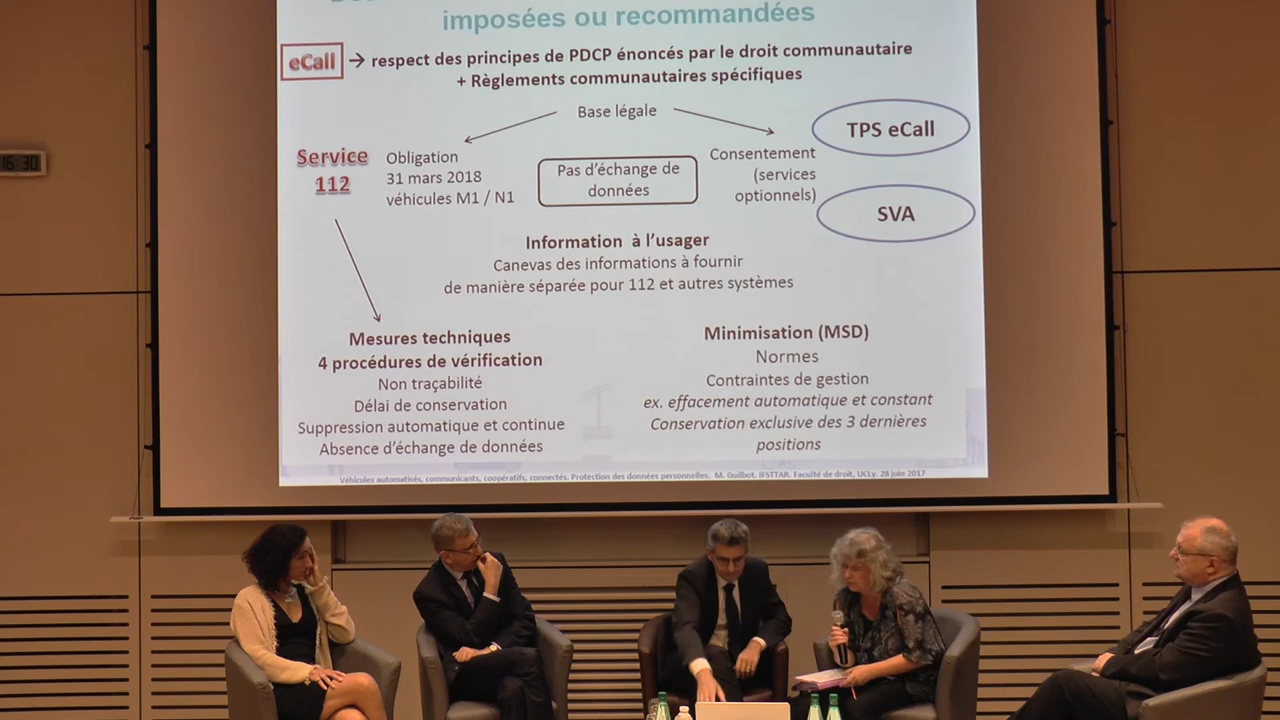 imposées ou recommandées
eCall → respect des principes de PDCP énoncés par le droit communautaire
+ Règlements communautaires spécifiques
Base légale
Service
112
Obligation
31 mars 2018
véhicules M1 / N1
Pas d'échange de
données
Consentement
(services
optionnels)
TPS eCall
SVA
Information à l'usager
Canevas des informations à fournir
de manière séparée pour 112 et autres systèmes
Mesures techniques
4 procédures de vérification
Non traçabilité
Délai de conservation
Suppression automatique et continue
Absence d'échange de données
Minimisation (MSD)
Normes
Contraintes de gestion
ex. effacement automatique et constant
Conservation exclusive des 3 dernières
positions
Véhicules automatisés, communicants, coopératifs, connectés. Protection des données personnelles. M. Guilbot. IFSTTAR. Faculté de droit, UCLy. 28 juin 2017
16:30